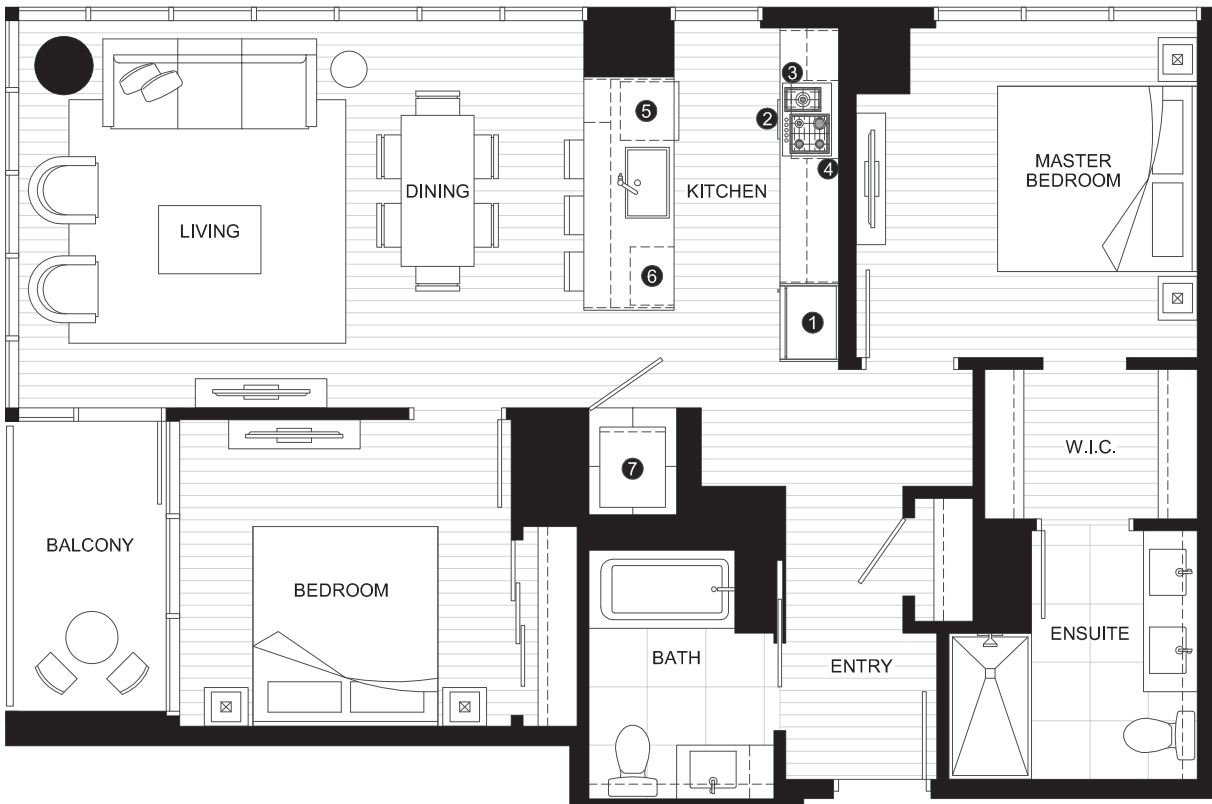 3
5
2
4
MASTER
BEDROOM
DINING
KITCHEN
LIVING
6
1
W.I.C.
7
BALCONY
BEDROOM
ENSUITE
BATH
ENTRY